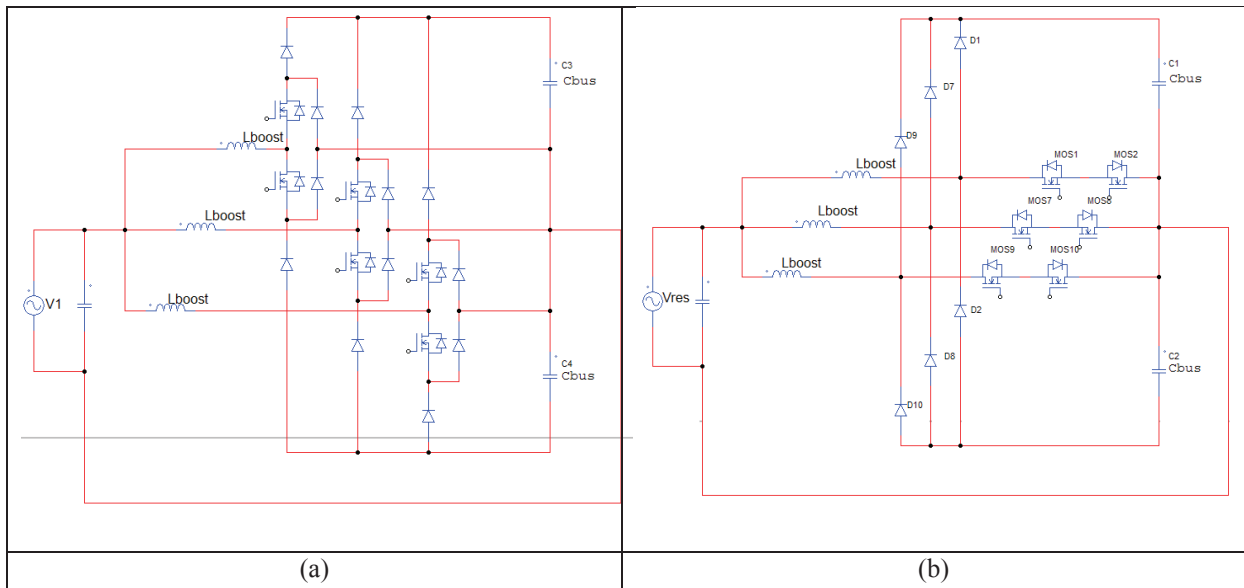 C3
Cbus
Lboost
Lboost
V1
Lboost
C4
Cbus
(a)
D1
C1
Cbus
D7
D9
MOS1
MOS2
Lboost
MOS7
MOS8
Lboost
MOS9
MOS10
Lboost
Vres
D2
D8
C2
Cbus
D10
(b)